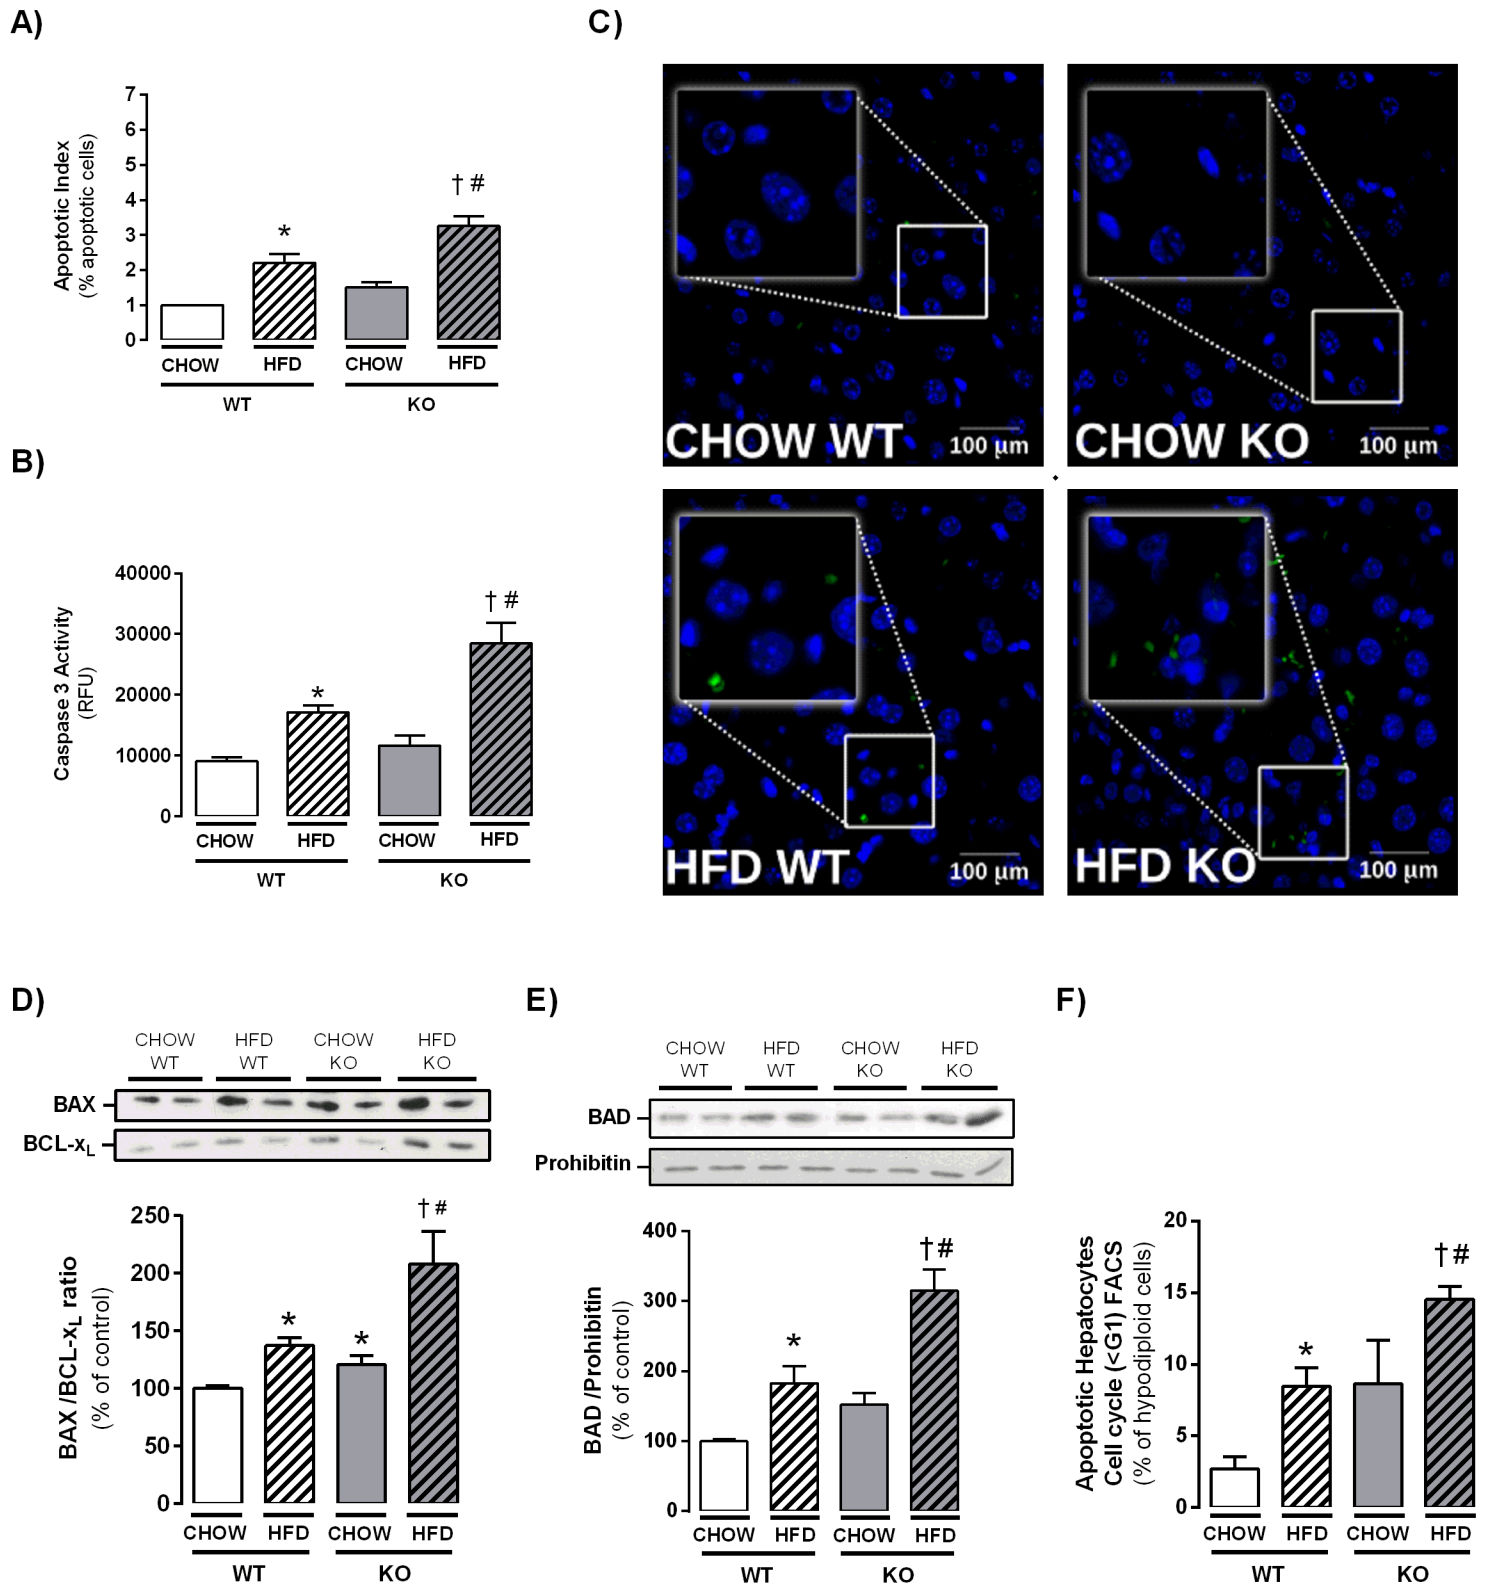 A)
Apoptotic Index
(% apoptotic cells)
7
6
5
4
3
2
1
0
*
† #
CHOW HFD CHOW HFD
WT KO
B)
Caspase 3 Activity
(RFU)
40000
30000
20000
10000
0
*
† #
CHOW HFD CHOW HFD
WT KO
C)
CHOW WT 100 µm
CHOW KO 100 µm
HFD WT 100 µm
HFD KO 100 µm
D)
CHOW HFD CHOW HFD
WT WT KO KO
BAX
BCL-xL
BAX /BCL-xL ratio
(% of control)
250
200
150
100
50
0
*
*
† #
CHOW HFD CHOW HFD
WT KO
E)
CHOW HFD CHOW HFD
WT WT KO KO
BAD
Prohibitin
BAD /Prohibitin
(% of control)
400
300
200
100
0
*
† #
CHOW HFD CHOW HFD
WT KO
F)
Apoptotic Hepatocytes
Cell cycle (<G1) FACS
(% of hypodiploid cells)
20
15
10
5
0
*
† #
CHOW HFD CHOW HFD
WT KO